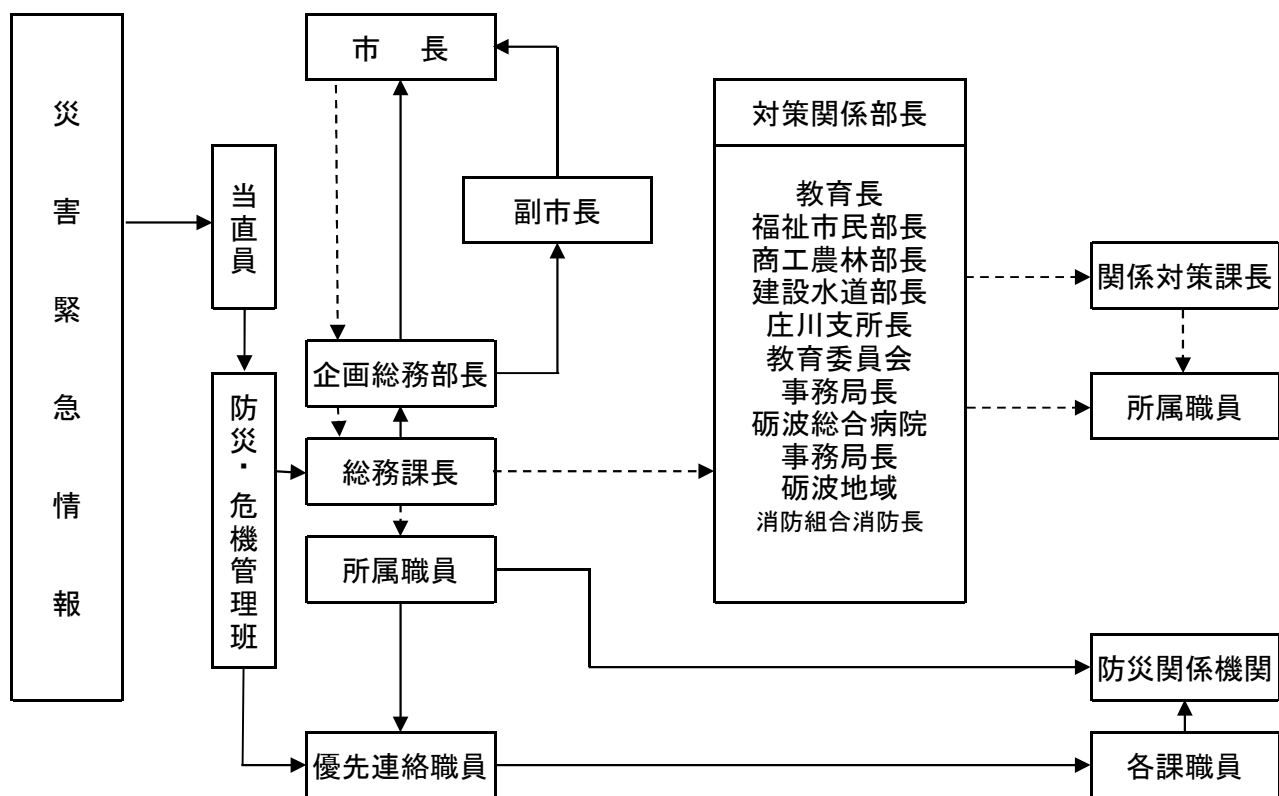 災害緊急情報
当直員
防災・危機管理班
市 長
副市長
企画総務部長
総務課長
所属職員
優先連絡職員
対策関係部長
教育長
福祉市民部長
商工農林部長
建設水道部長
庄川支所長
教育委員会
事務局長
砺波総合病院
事務局長
砺波地域
消防組合消防長
関係対策課長
所属職員
防災関係機関
各課職員